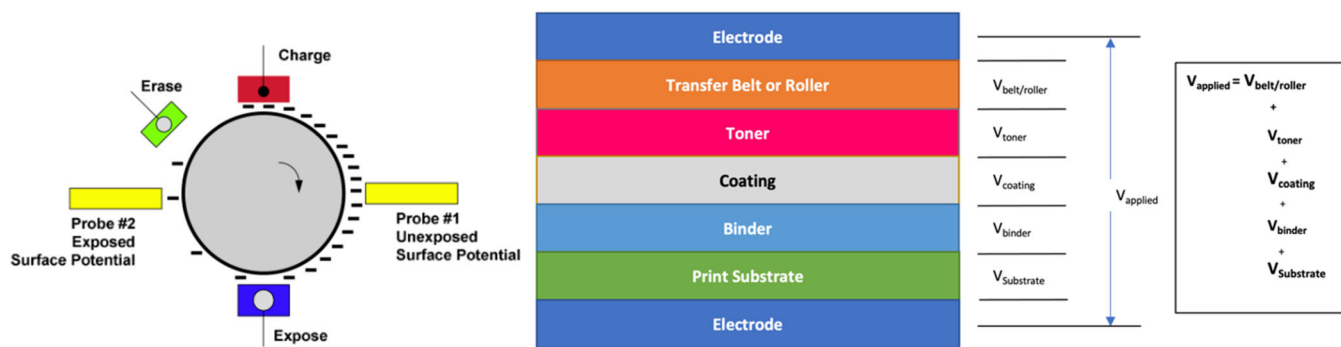 Charge
Erase
Probe #2
Exposed
Surface Potential
Probe #1
Unexposed
Surface Potential
Expose
Electrode
Transfer Belt or Roller
Toner
Coating
Binder
Print Substrate
Electrode
Vbelt/roller
Vtoner
Vcoating
Vbinder
VSubstrate
Vapplied
Vapplied = Vbelt/roller
+
Vtoner
+
Vcoating
+
Vbinder
+
VSubstrate